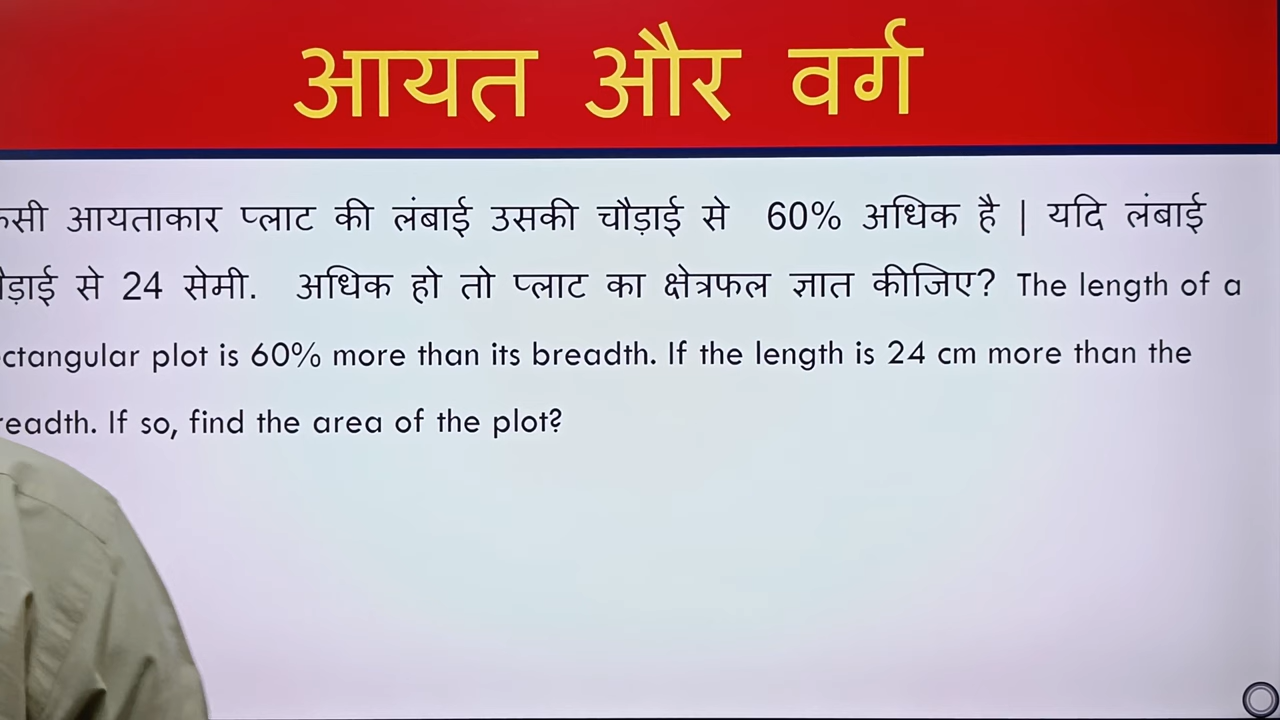 आयत और वर्ग
आयताकार प्लाट की लंबाई उसकी चौड़ाई से 60% अधिक है | यदि लंबाई
से 24 सेमी. अधिक हो तो प्लाट का क्षेत्रफल ज्ञात कीजिए? The length of a
ctangular plot is 60% more than its breadth. If the length is 24 cm more than the
readth. If so, find the area of the plot?